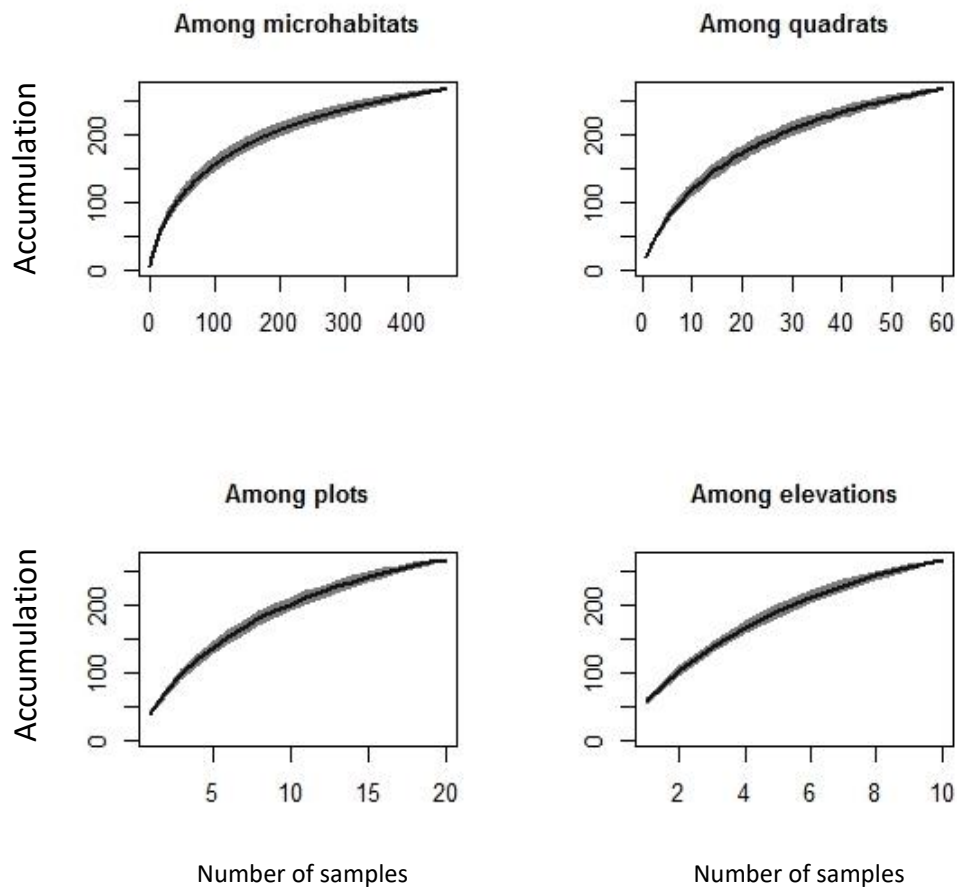 Among microhabitats
Accumulation
200
100
0
0 100 200 300 400
Among quadrats
200
100
0
0 10 20 30 40 50 60
Among plots
Accumulation
200
100
0
5 10 15 20
Number of samples
Among elevations
200
100
0
2 4 6 8 10
Number of samples